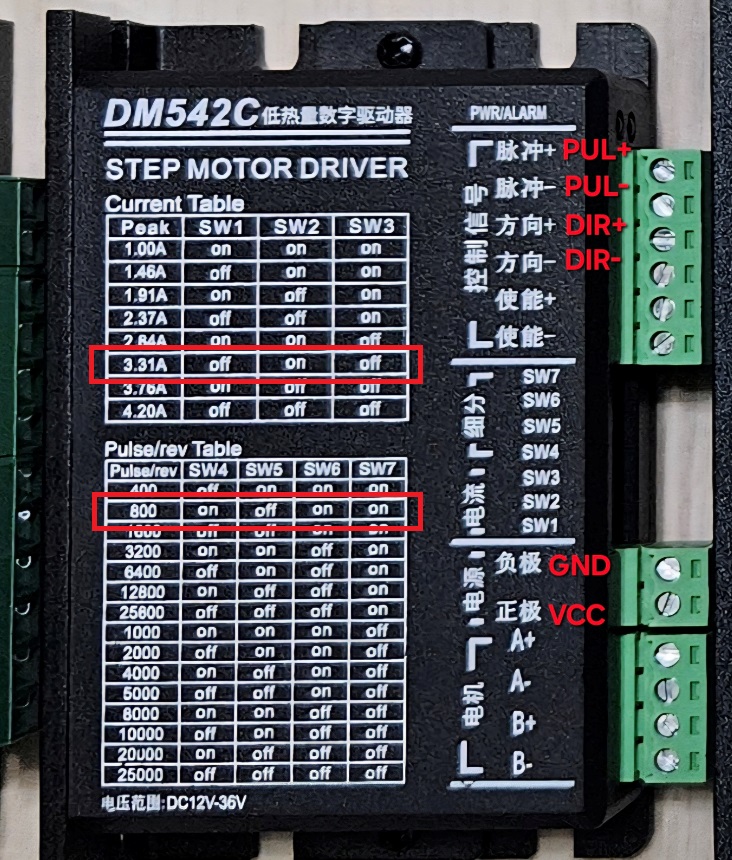 DM542C低热量数字驱动器
STEP MOTOR DRIVER
Current Table
Peak SW1 SW2 SW3
1.00A on on on
1.46A off on on
1.91A on off on
2.37A off off on
2.84A on on off
3.31A off on off
3.76A on off off
4.20A off off off
Pulse/rev Table
Pulse/rev SW4 SW5 SW6 SW7
400 off on on on
800 on off on on
1600 off off on on
3200 on on off on
6400 off on off on
12800 on off off on
25600 off off off on
1000 on on on off
2000 off on on off
4000 on off on off
5000 off off on off
8000 on on off off
10000 off on off off
20000 on off off off
25000 off off off off
电压范围:DC12V-36V
PWR/ALARM
控制信号
脉冲+ PUL+
脉冲- PUL-
方向+ DIR+
方向- DIR-
使能+
使能-
细分
SW7
SW6
SW5
电流
SW4
SW3
SW2
SW1
电源
负极 GND
正极 VCC
电机
A+
A-
B+
B-